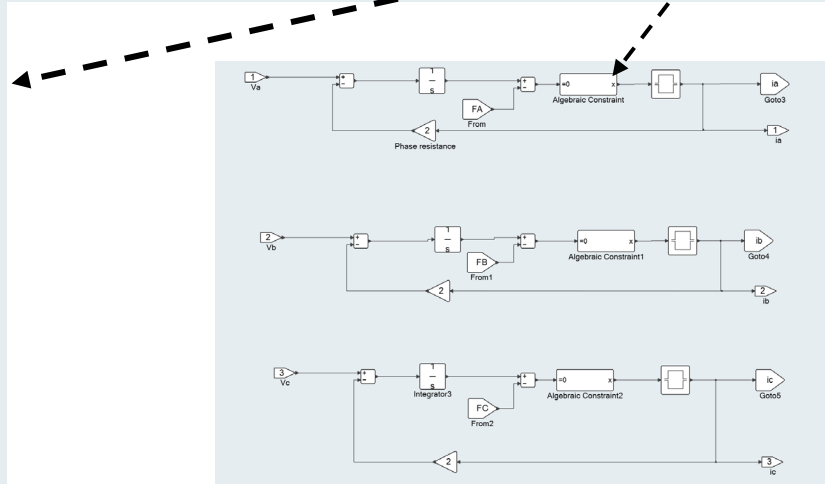 1
Va
+
−
1
s
FA
From
+
−
=0 x
Algebraic Constraint
ia
Goto3
2
Phase resistance
1
ia
2
Vb
+
−
1
s
FB
From1
+
−
=0 x
Algebraic Constraint1
ib
Goto4
2
2
ib
3
Vc
+
1
s
Integrator3
FC
From2
+
−
=0 x
Algebraic Constraint2
ic
Goto5
2
3
ic